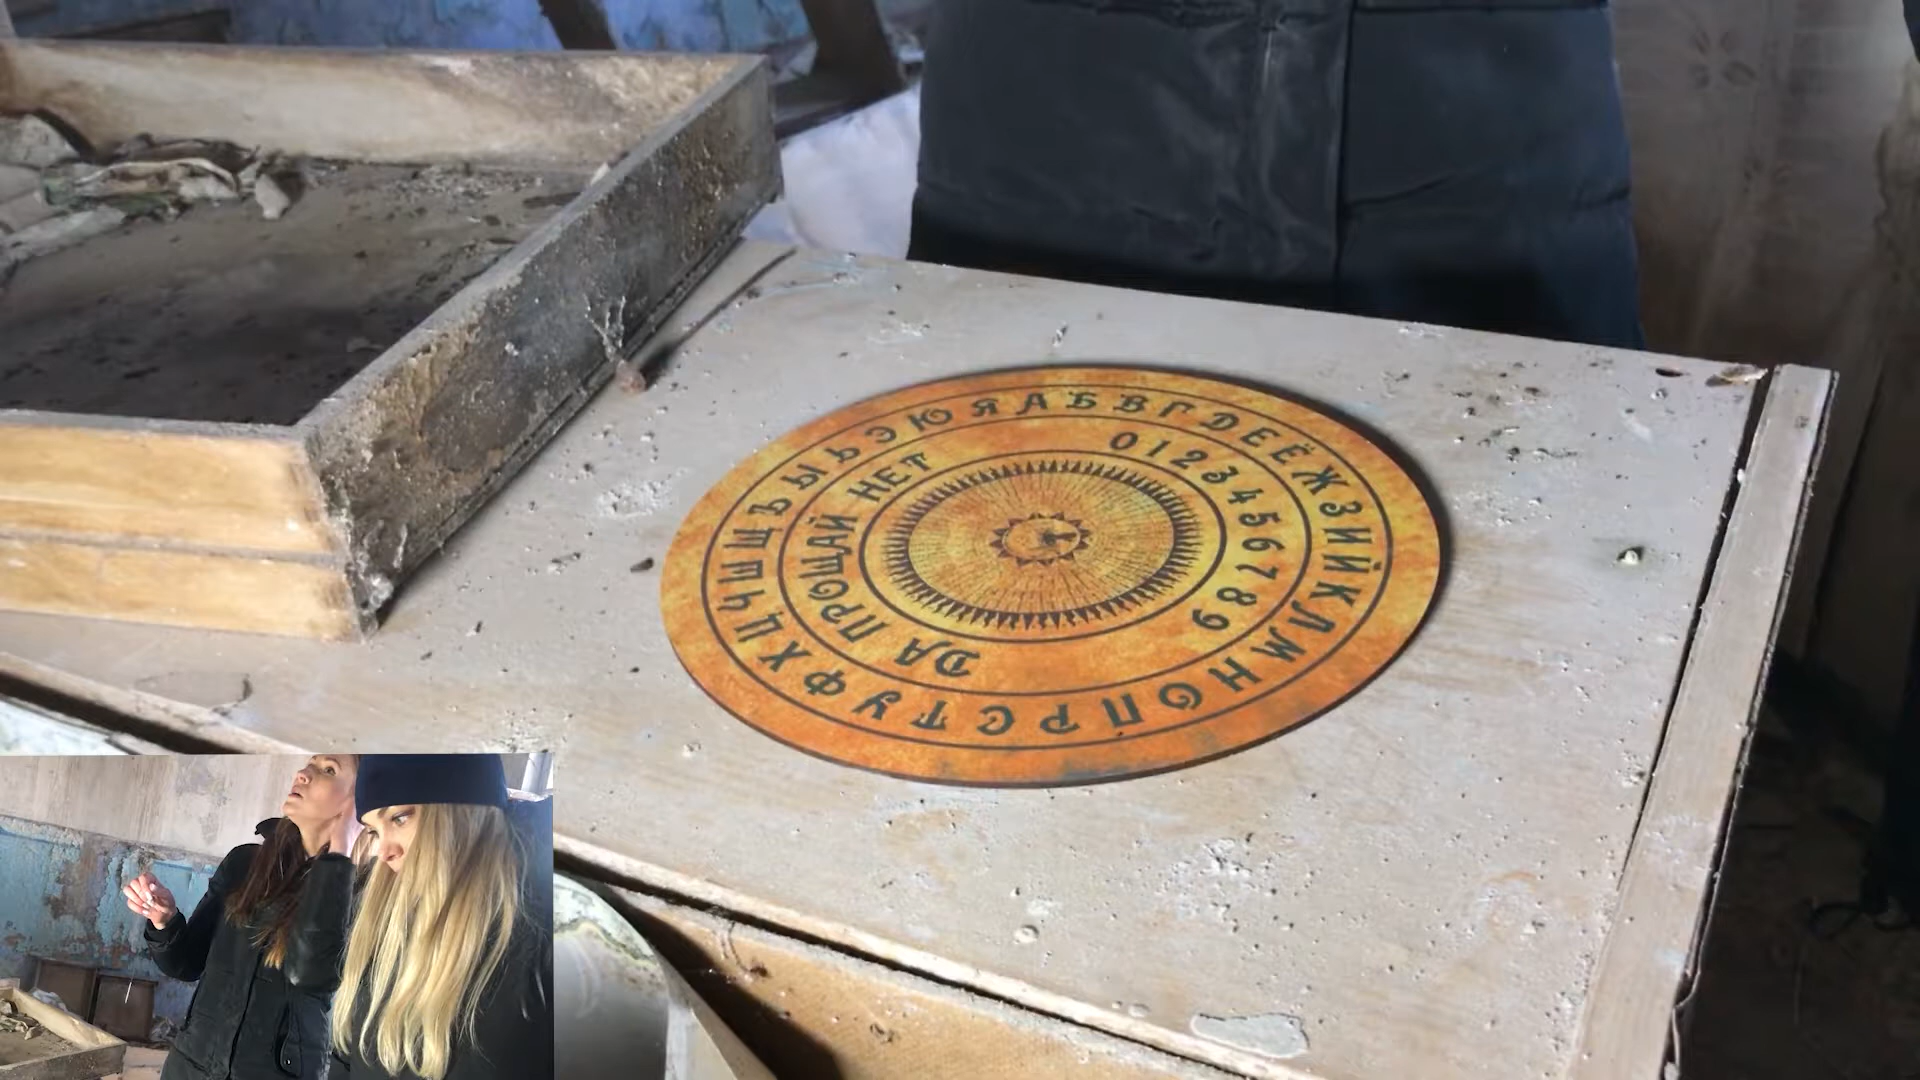 АБВГДЕЁЖЗИЙКЛМНОПРСТУФХЦЧШЩЪЫЬЭЮЯ
0123456789
ДА ПРОЩАЙ НЕТ